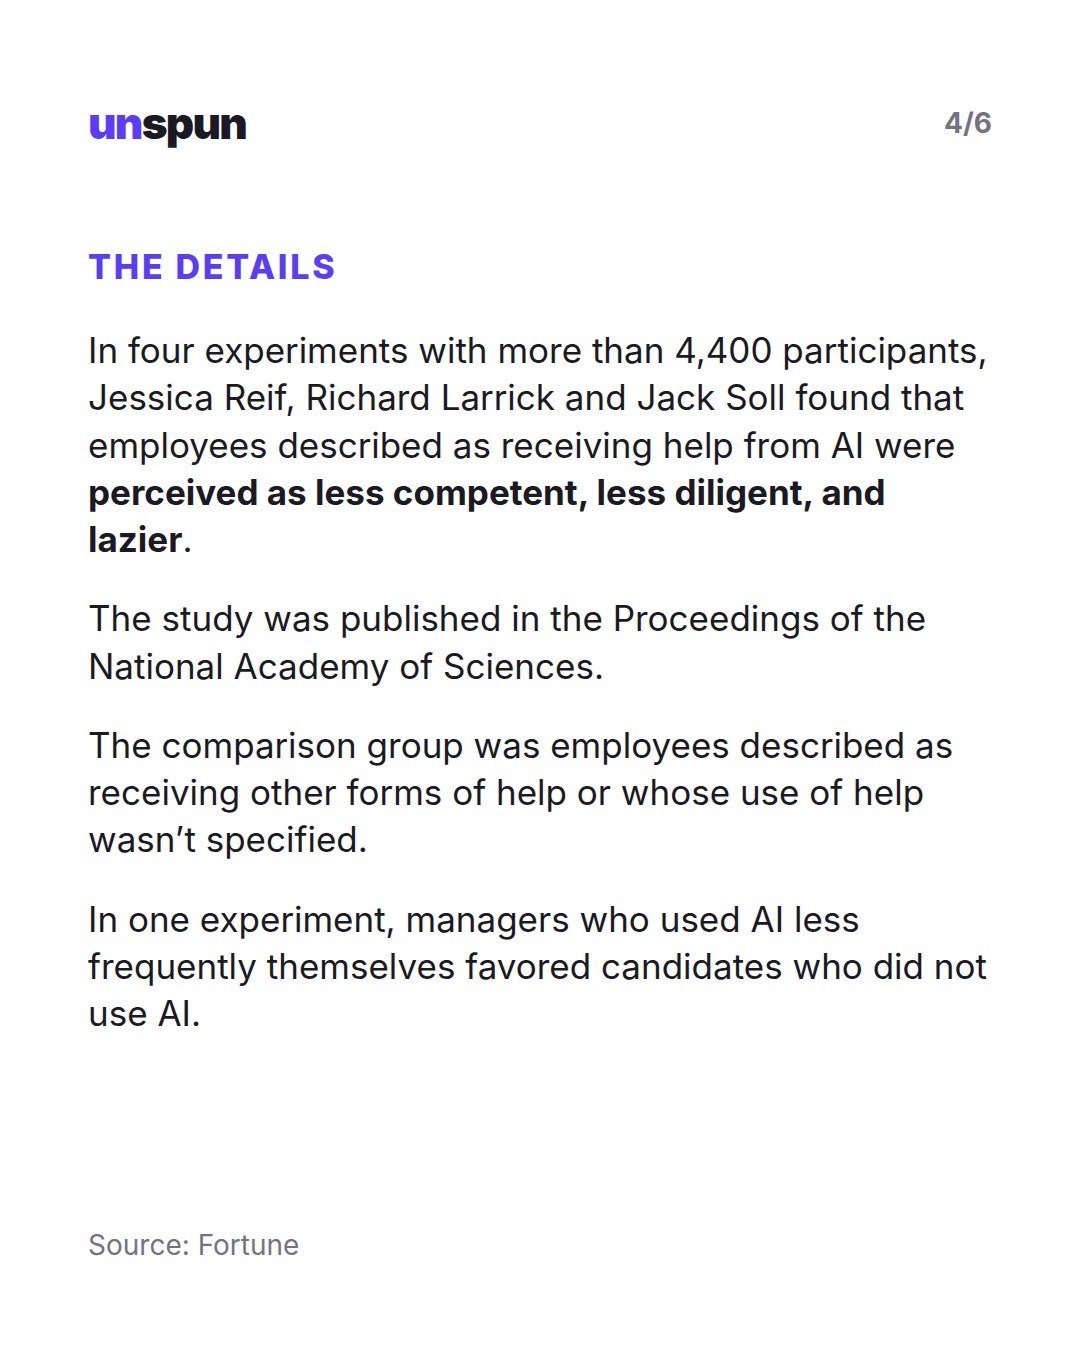 unspun
4/6
THE DETAILS
In four experiments with more than 4,400 participants,
Jessica Reif, Richard Larrick and Jack Soll found that
employees described as receiving help from AI were
perceived as less competent, less diligent, and
lazier.
The study was published in the Proceedings of the
National Academy of Sciences.
The comparison group was employees described as
receiving other forms of help or whose use of help
wasn’t specified.
In one experiment, managers who used AI less
frequently themselves favored candidates who did not
use AI.
Source: Fortune